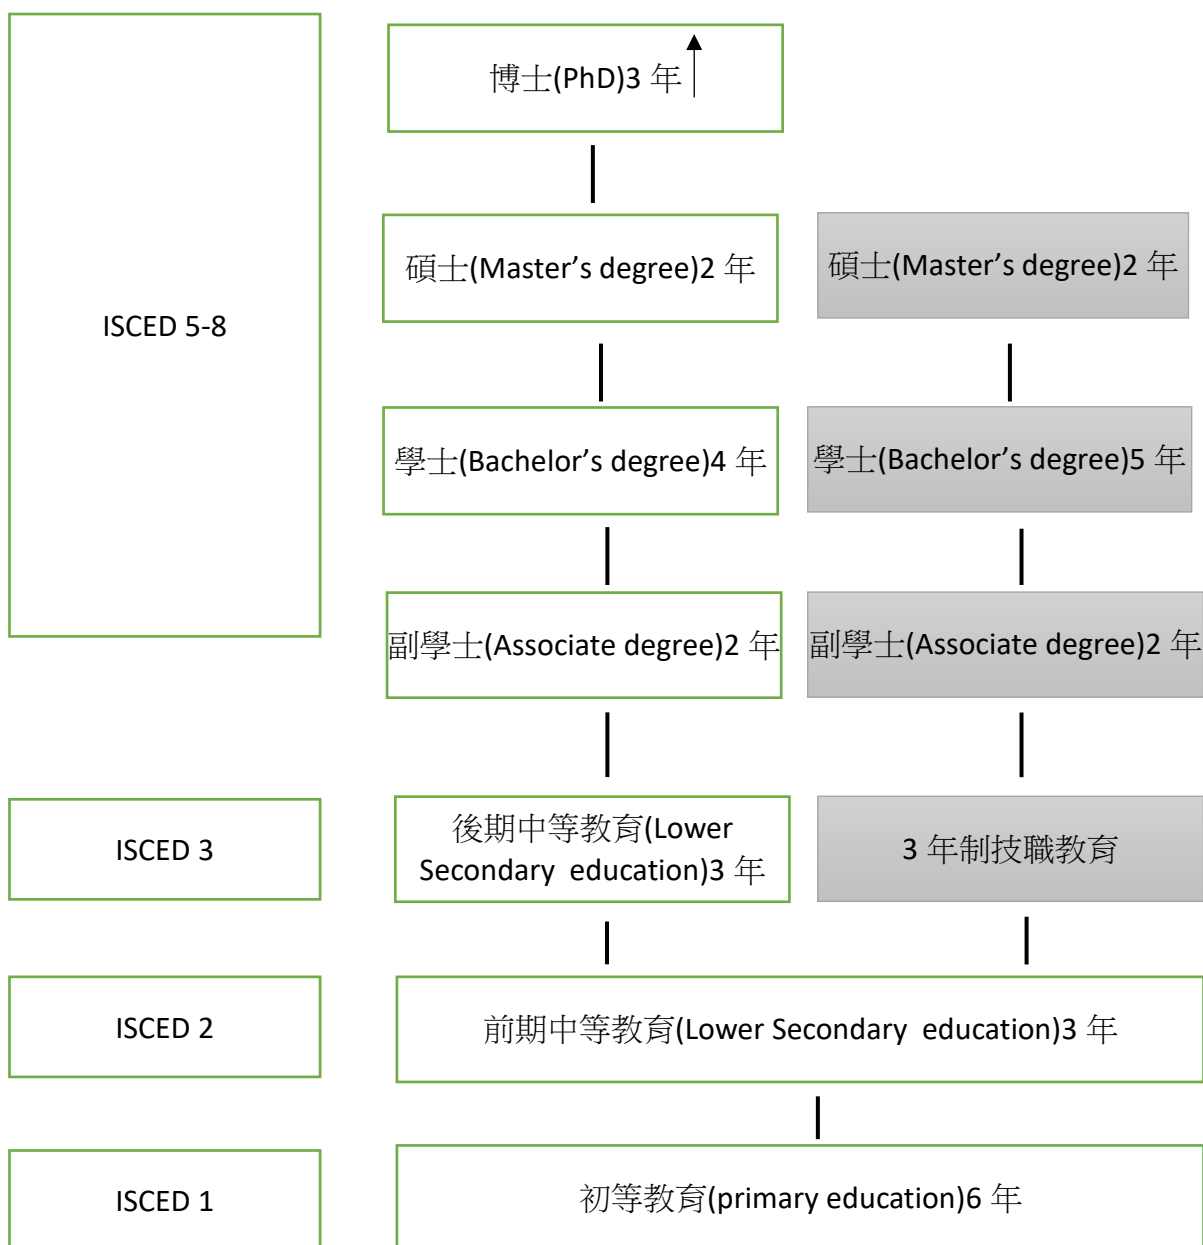 博士(PhD)3 年
碩士(Master’s degree)2 年
碩士(Master’s degree)2 年
ISCED 5-8
學士(Bachelor’s degree)4 年
學士(Bachelor’s degree)5 年
副學士(Associate degree)2 年
副學士(Associate degree)2 年
ISCED 3
後期中等教育(Lower
Secondary education)3 年
3 年制技職教育
ISCED 2
前期中等教育(Lower Secondary education)3 年
ISCED 1
初等教育(primary education)6 年